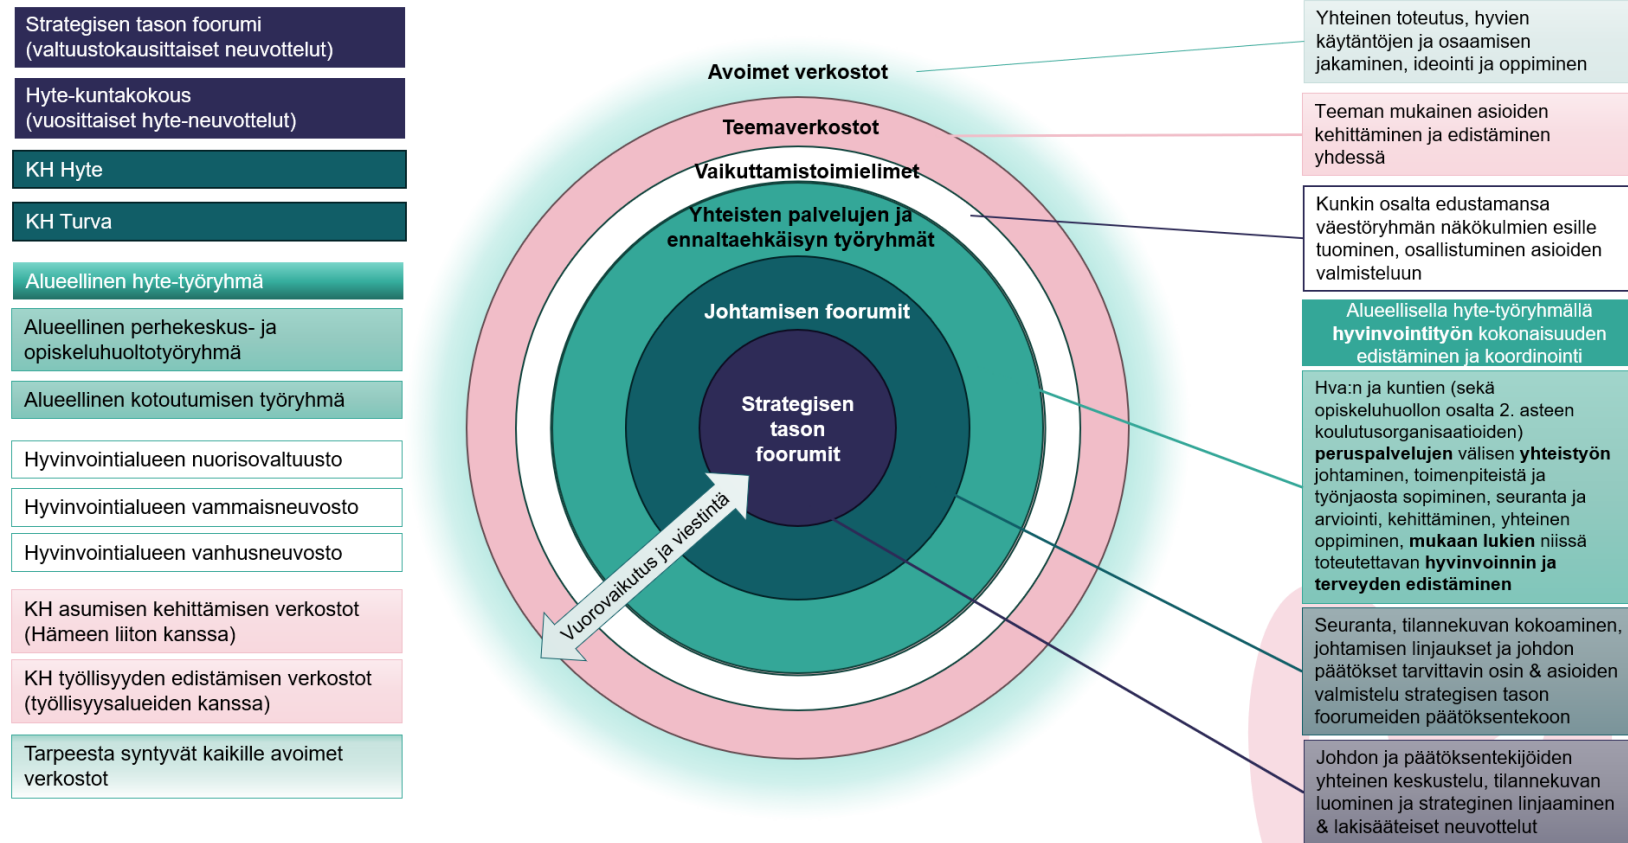 Strategisen tason foorumi
(valtuustokausittaiset neuvottelut)
Hyte-kuntakokous
(vuosittaiset hyte-neuvottelut)
KH Hyte
KH Turva
Alueellinen hyte-työryhmä
Alueellinen perhekeskus- ja
opiskeluhuoltotyöryhmä
Alueellinen kotoutumisen työryhmä
Hyvinvointialueen nuorisovaltuusto
Hyvinvointialueen vammaisneuvosto
Hyvinvointialueen vanhusneuvosto
KH asumisen kehittämisen verkostot
(Hämeen liiton kanssa)
KH työllisyyden edistämisen verkostot
(työllisyysalueiden kanssa)
Tarpeesta syntyvät kaikille avoimet
verkostot
Avoimet verkostot
Teemaverkostot
Vaikuttamistoimielimet
Yhteisten palvelujen ja
ennaltaehkäisyn työryhmät
Johtamisen foorumit
Strategisen
tason
foorumit
Vuorovaikutus ja viestintä
Yhteinen toteutus, hyvien
käytäntöjen ja osaamisen
jakaminen, ideointi ja oppiminen
Teeman mukainen asioiden
kehittäminen ja edistäminen
yhdessä
Kunkin osalta edustamansa
väestöryhmän näkökulmien esille
tuominen, osallistuminen asioiden
valmisteluun
Alueellisella hyte-työryhmällä
hyvinvointityön kokonaisuuden
edistäminen ja koordinointi
Hva:n ja kuntien (sekä
opiskeluhuollon osalta 2. asteen
koulutusorganisaatioiden)
peruspalvelujen välisen yhteistyön
johtaminen, toimenpiteistä ja
työnjaosta sopiminen, seuranta ja
arviointi, kehittäminen, yhteinen
oppiminen, mukaan lukien niissä
toteutettavan hyvinvoinnin ja
terveyden edistäminen
Seuranta, tilannekuvan kokoaminen,
johtamisen linjaukset ja johdon
päätökset tarvittavin osin & asioiden
valmistelu strategisen tason
foorumeiden päätöksentekoon
Johdon ja päätöksentekijöiden
yhteinen keskustelu, tilannekuvan
luominen ja strateginen linjaaminen
& lakisääteiset neuvottelut